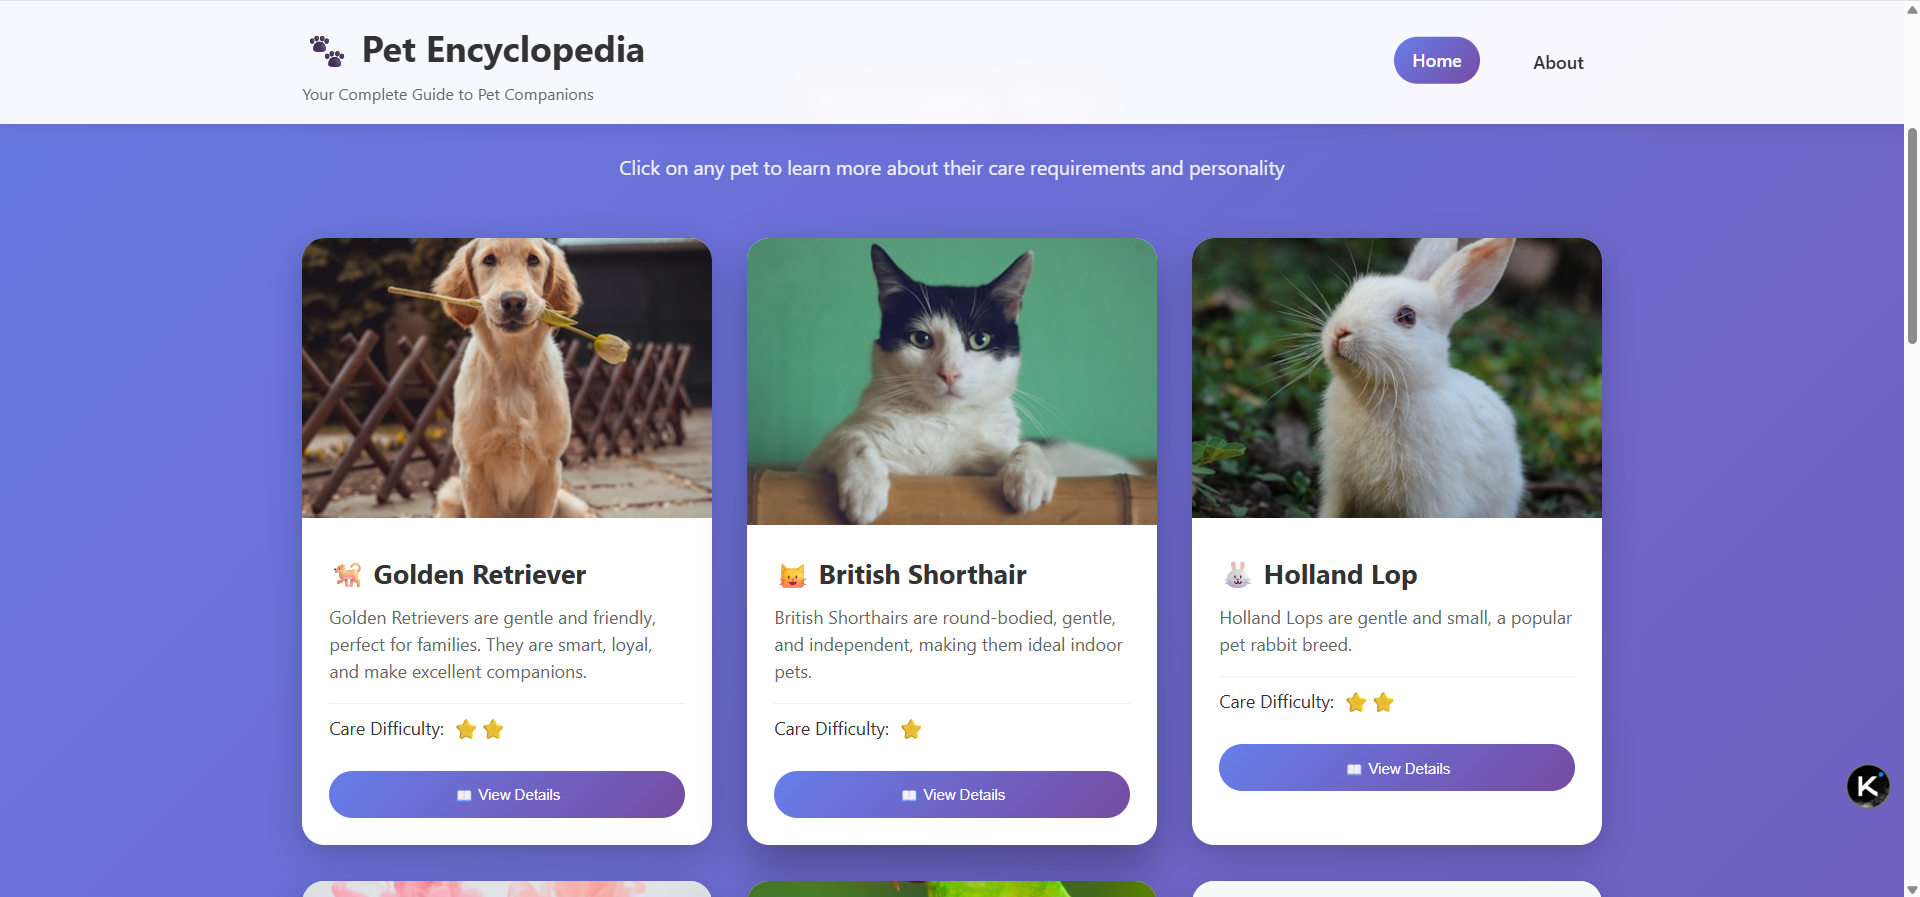 Pet Encyclopedia
Your Complete Guide to Pet Companions
Home
About
Click on any pet to learn more about their care requirements and personality
Golden Retriever
Golden Retrievers are gentle and friendly,
perfect for families. They are smart, loyal,
and make excellent companions.
Care Difficulty:
View Details
British Shorthair
British Shorthairs are round-bodied, gentle,
and independent, making them ideal indoor
pets.
Care Difficulty:
View Details
Holland Lop
Holland Lops are gentle and small, a popular
pet rabbit breed.
Care Difficulty:
View Details
K